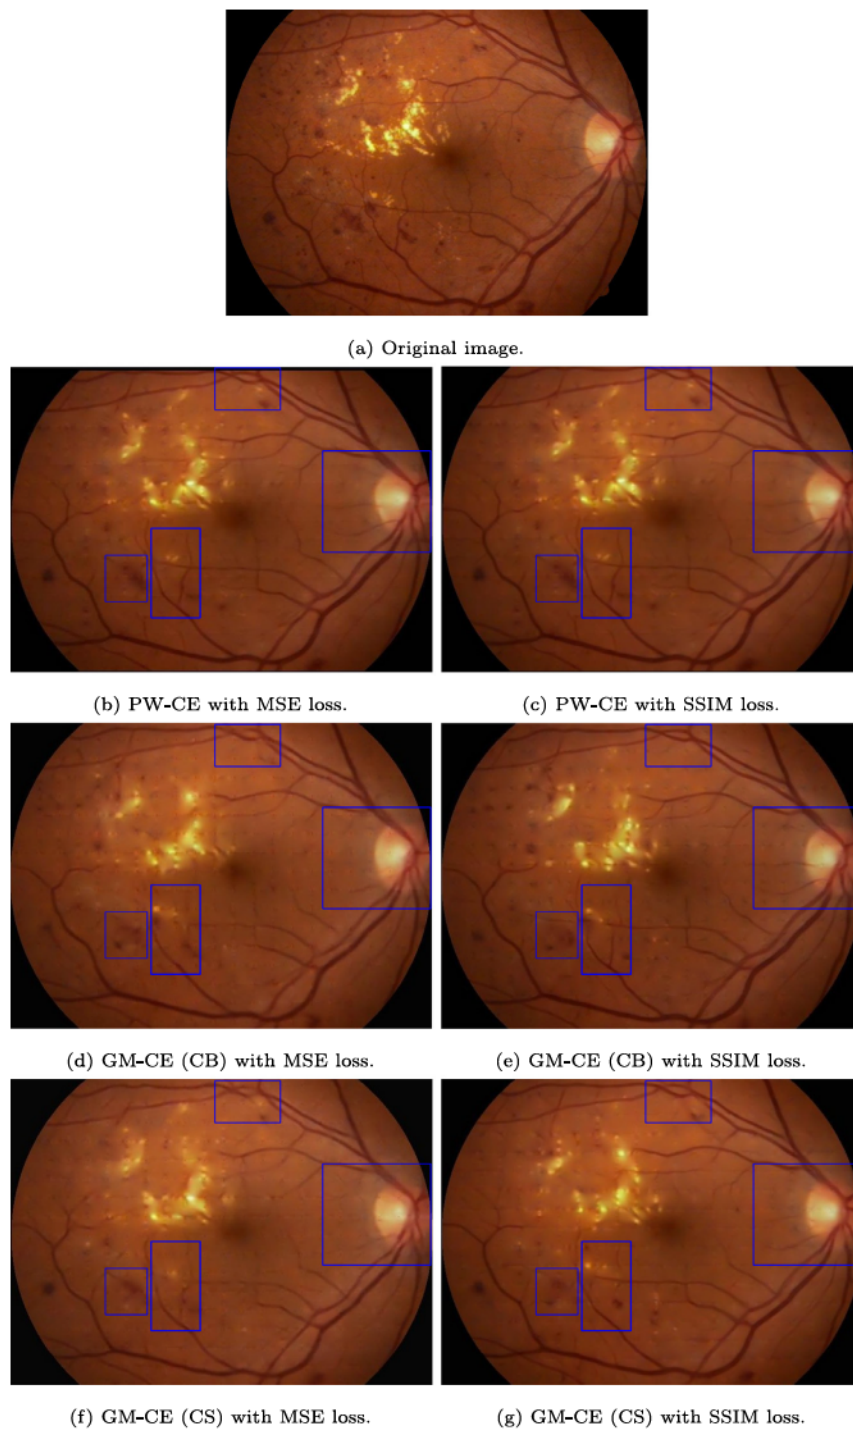 (a) Original image.
(b) PW-CE with MSE loss.
(c) PW-CE with SSIM loss.
(d) GM-CE (CB) with MSE loss.
(e) GM-CE (CB) with SSIM loss.
(f) GM-CE (CS) with MSE loss.
(g) GM-CE (CS) with SSIM loss.